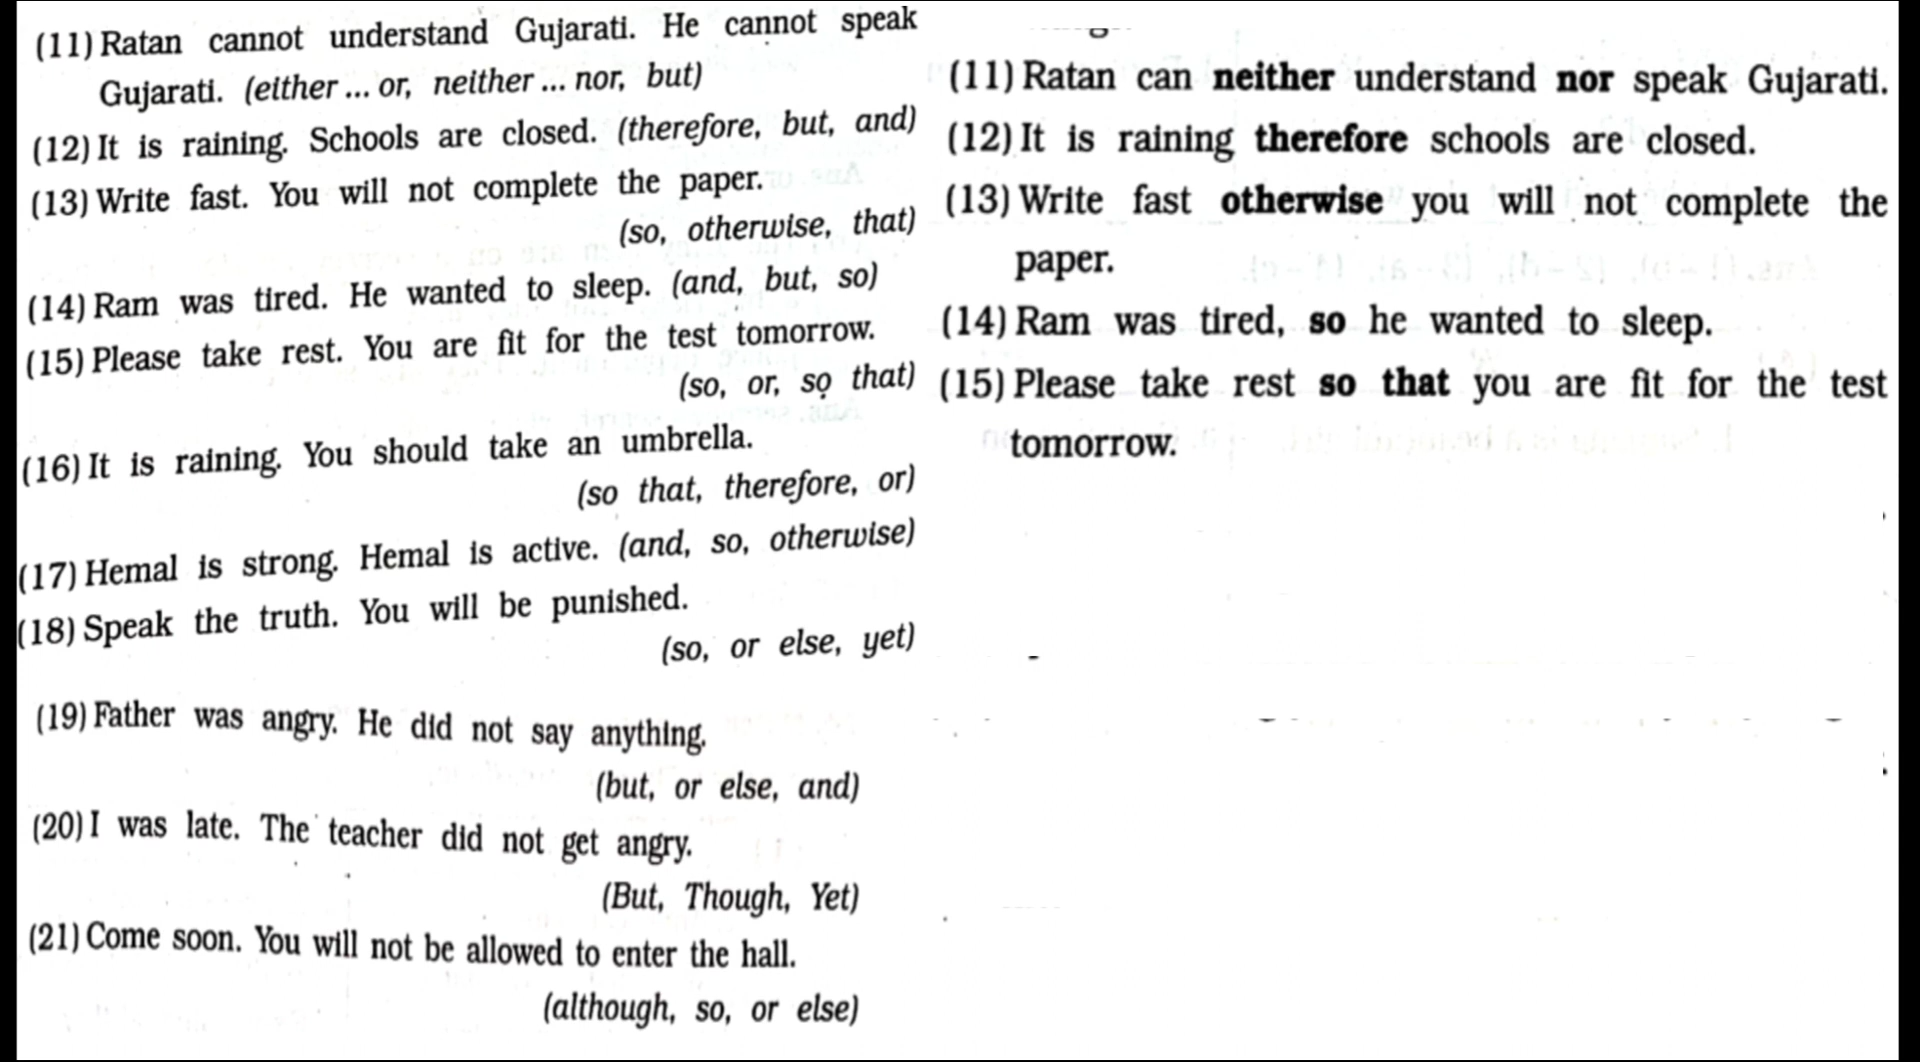 (11) Ratan cannot understand Gujarati. He cannot speak
Gujarati. (either ... or, neither ... nor, but)
(12) It is raining. Schools are closed. (therefore, but, and)
(13) Write fast. You will not complete the paper.
(so, otherwise, that)
(14) Ram was tired. He wanted to sleep. (and, but, so)
(15) Please take rest. You are fit for the test tomorrow.
(so, or, so that)
(16) It is raining. You should take an umbrella.
(so that, therefore, or)
(17) Hemal is strong. Hemal is active. (and, so, otherwise)
(18) Speak the truth. You will be punished.
(so, or else, yet)
(19) Father was angry. He did not say anything.
(but, or else, and)
(20) I was late. The teacher did not get angry.
(But, Though, Yet)
(21) Come soon. You will not be allowed to enter the hall.
(although, so, or else)
(11) Ratan can neither understand nor speak Gujarati.
(12) It is raining therefore schools are closed.
(13) Write fast otherwise you will not complete the
paper.
(14) Ram was tired, so he wanted to sleep.
(15) Please take rest so that you are fit for the test
tomorrow.